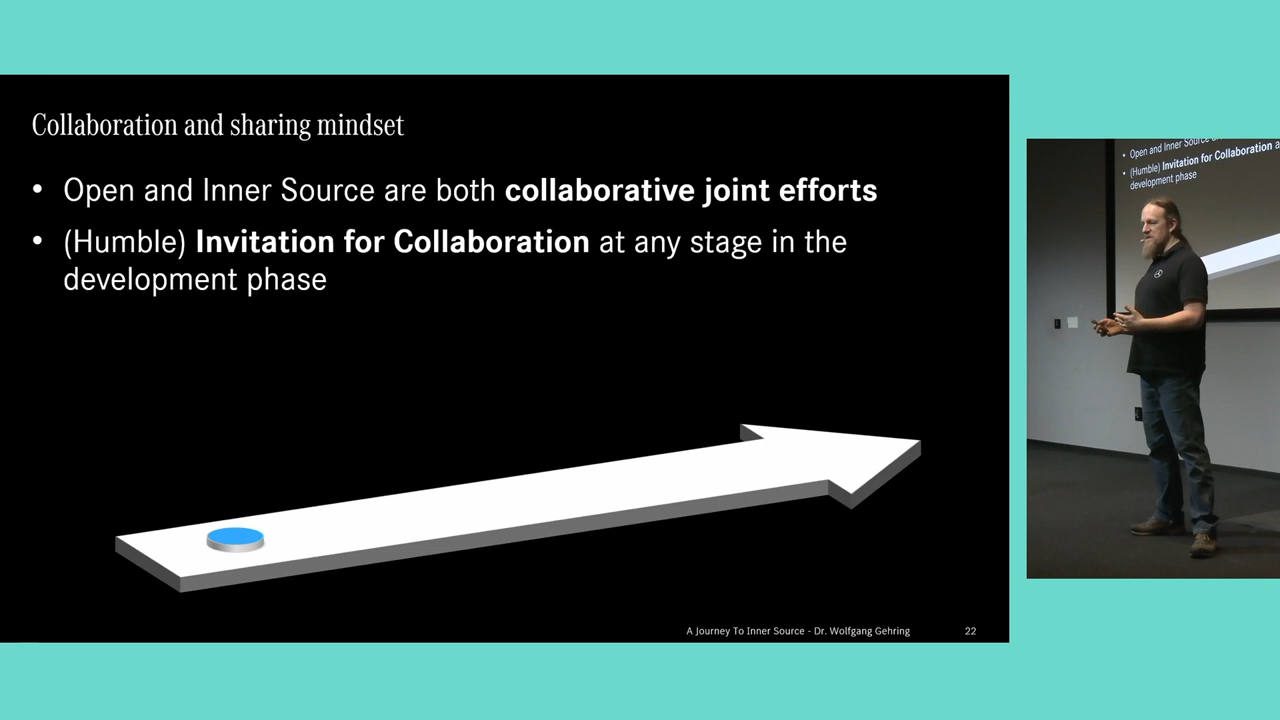 Collaboration and sharing mindset
• Open and Inner Source are both collaborative joint efforts
• (Humble) Invitation for Collaboration at any stage in the
development phase
A Journey To Inner Source - Dr. Wolfgang Gehring
22
• Open and Inner Source
• (Humble) Invitation for Collaboration a
development phase